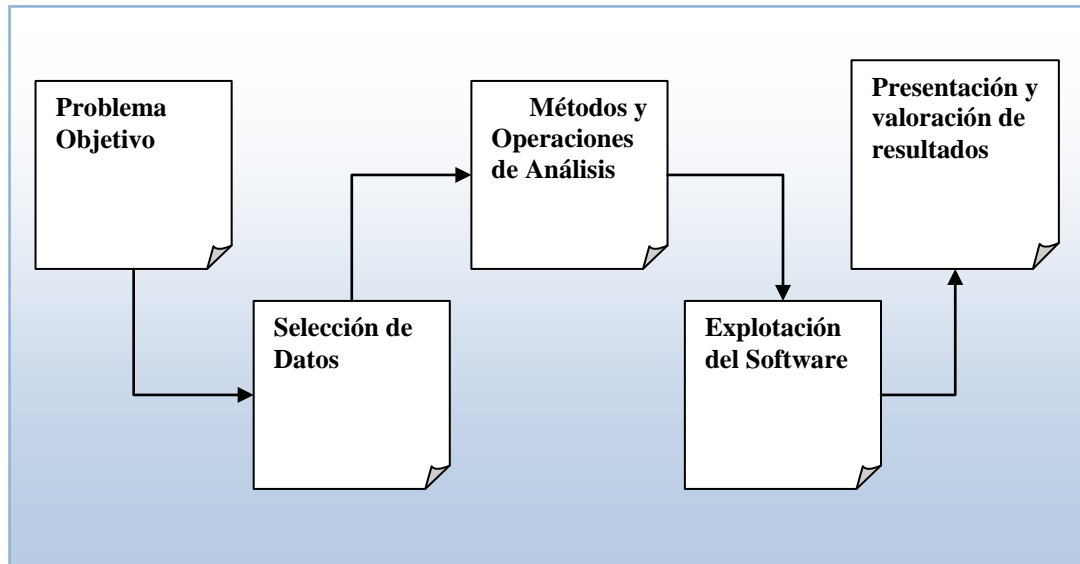 Problema
Objetivo
Selección de
Datos
Métodos y
Operaciones
de Análisis
Explotación
del Software
Presentación y
valoración de
resultados